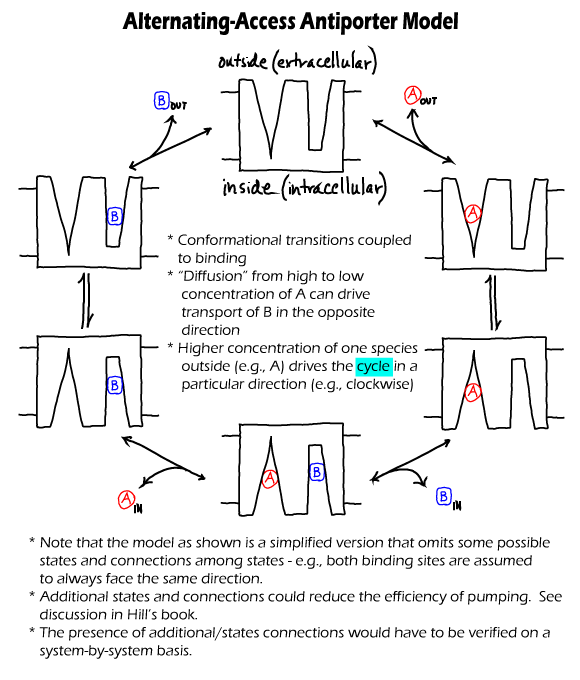 Alternating-Access Antiporter Model
outside (extracellular)
B OUT
A OUT
inside (intracellular)
B
A
* Conformational transitions coupled
to binding
* "Diffusion" from high to low
concentration of A can drive
transport of B in the opposite
direction
* Higher concentration of one species
outside (e.g., A) drives the cycle in a
particular direction (e.g., clockwise)
B
A
A
B
A IN
B IN
* Note that the model as shown is a simplified version that omits some possible
states and connections among states - e.g., both binding sites are assumed
to always face the same direction.
* Additional states and connections could reduce the efficiency of pumping. See
discussion in Hill's book.
* The presence of additional/states connections would have to be verified on a
system-by-system basis.